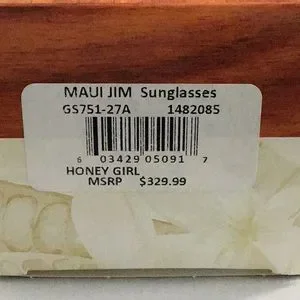 MAUI JIM Sunglasses
GS751-27A 1482085
6 03429 05091 7
HONEY GIRL
MSRP $329.99